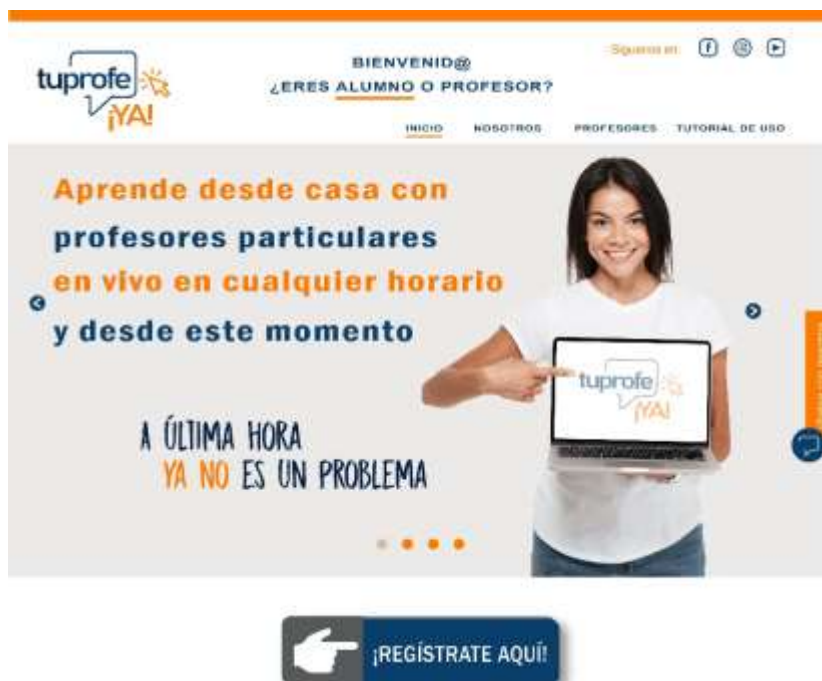 tuprofe
¡YA!
BIENVENID@
¿ERES ALUMNO O PROFESOR?
Síguenos en
INICIO NOSOTROS PROFESORES TUTORIAL DE USO
Aprende desde casa con
profesores particulares
en vivo en cualquier horario
y desde este momento
tuprofe
¡YA!
A ÚLTIMA HORA
YA NO ES UN PROBLEMA
¡REGÍSTRATE AQUÍ!